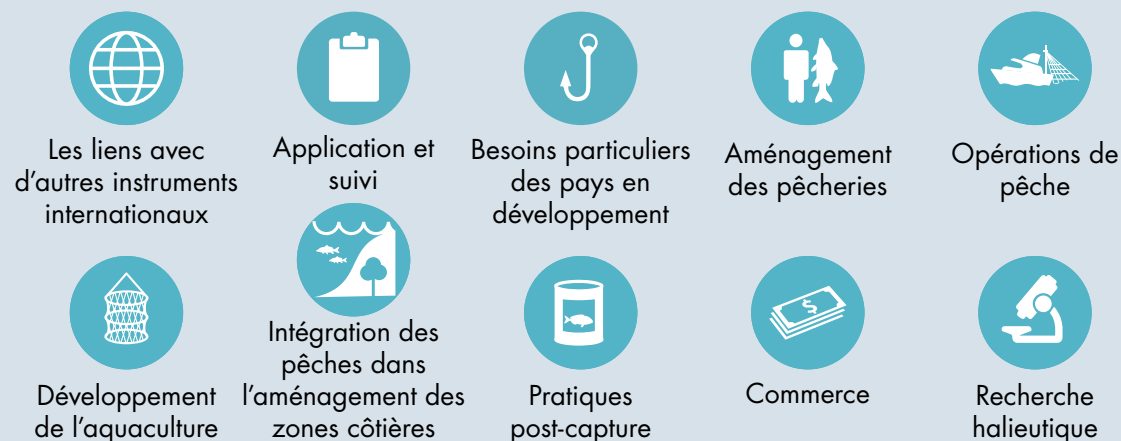 Les liens avec
d'autres instruments
internationaux
Application et
suivi
Besoins particuliers
des pays en
développement
Aménagement
des pêcheries
Opérations de
pêche
Développement
de l'aquaculture
Intégration des
pêches dans
l'aménagement des
zones côtières
Pratiques
post-capture
$
Commerce
Recherche
halieutique